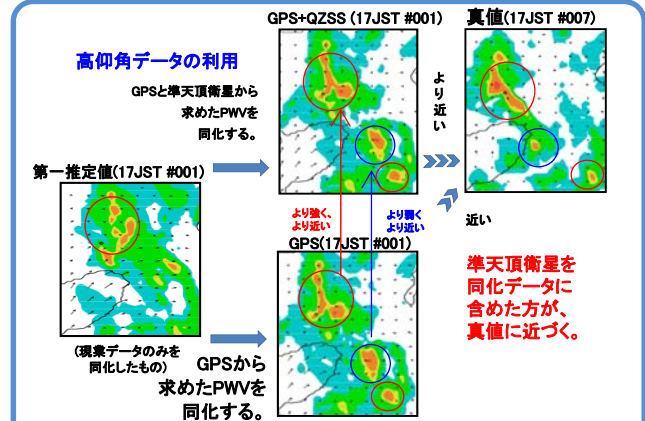 GPS+QZSS (17JST #001)
真値(17JST #007)
高仰角データの利用
GPSと準天頂衛星から
求めたPWVを
同化する。
より近い
第一推定値(17JST #001)
より強く、
より近い
より弱く
より近い
近い
GPS(17JST #001)
準天頂衛星を
同化データに
含めた方が、
真値に近づく。
(現業データのみを
同化したもの)
GPSから
求めたPWVを
同化する。